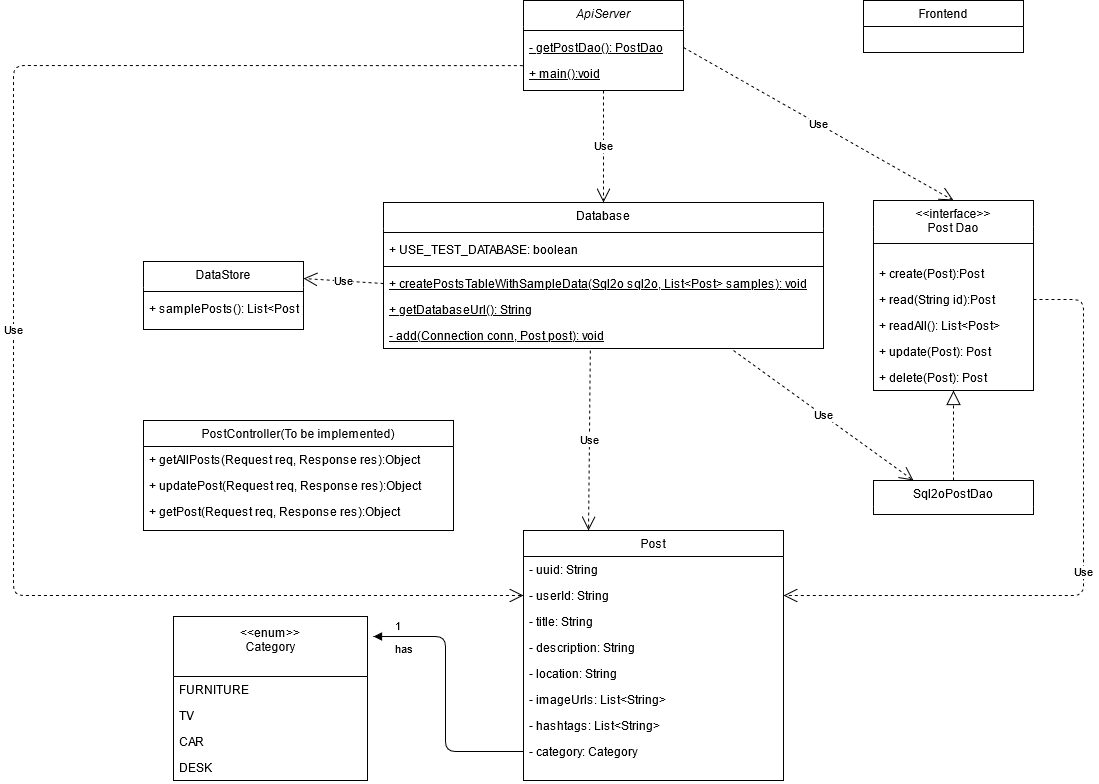 ApiServer
- getPostDao(): PostDao
+ main():void
Frontend
Use
Use
Use
Database
+ USE_TEST_DATABASE: boolean
+ createPostsTableWithSampleData(Sql2o sql2o, List<Post> samples): void
+ getDatabaseUrl(): String
- add(Connection conn, Post post): void
<<interface>>
Post Dao
+ create(Post):Post
+ read(String id):Post
+ readAll(): List<Post>
+ update(Post): Post
+ delete(Post): Post
DataStore
+ samplePosts(): List<Post
Use
Use
Use
Use
PostController(To be implemented)
+ getAllPosts(Request req, Response res):Object
+ updatePost(Request req, Response res):Object
+ getPost(Request req, Response res):Object
Sql2oPostDao
Post
- uuid: String
- userId: String
- title: String
- description: String
- location: String
- imageUrls: List<String>
- hashtags: List<String>
- category: Category
<<enum>>
Category
FURNITURE
TV
CAR
DESK
1
has